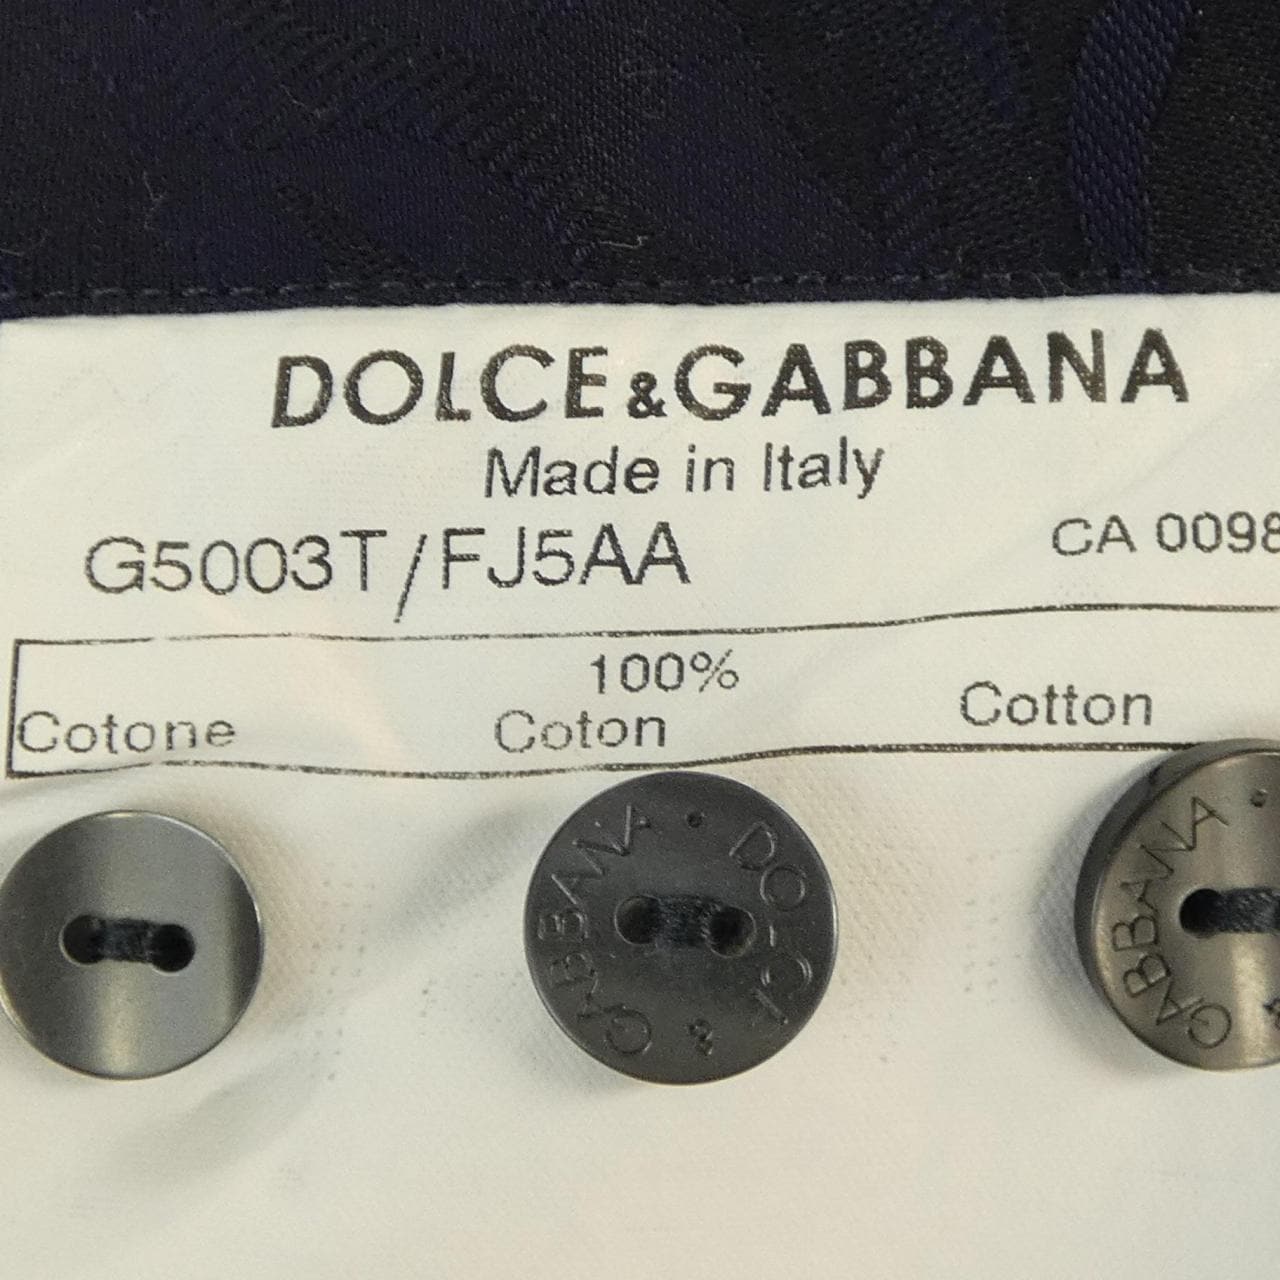 DOLCE&GABBANA
Made in Italy
G5003T/FJ5AA CA 0098
100%
Cotone Coton Cotton
DOLCE & GABBANA
GABBANA